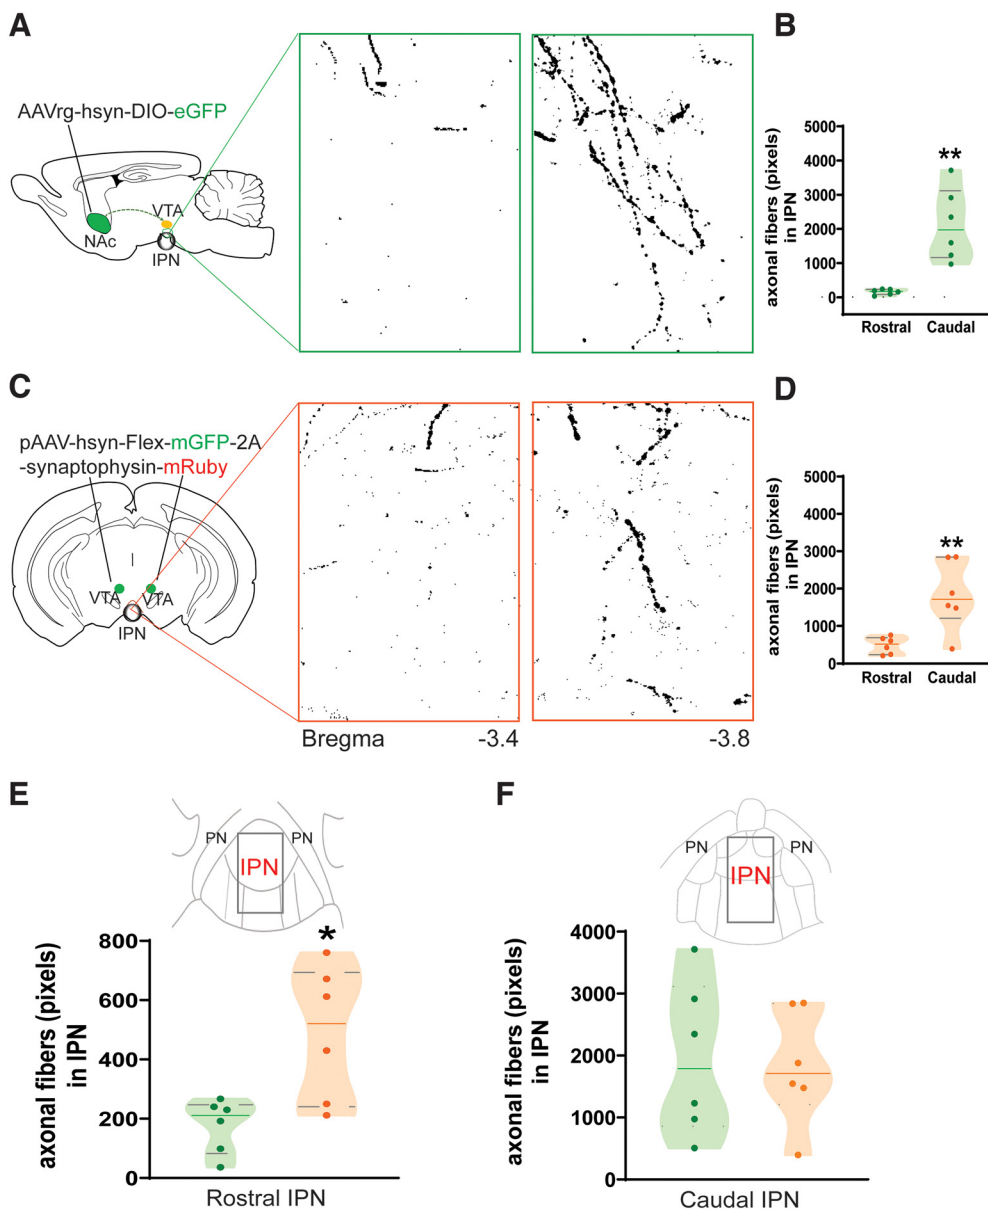 A
AAVrg-hsyn-DIO-eGFP
VTA
NAc
IPN
B
axonal fibers (pixels)
in IPN
5000
4000
3000
2000
1000
0
**
Rostral
Caudal
C
pAAV-hsyn-Flex-mGFP-2A
-synaptophysin-mRuby
VTA
VTA
IPN
Bregma
-3.4
-3.8
D
axonal fibers (pixels)
in IPN
5000
4000
3000
2000
1000
0
**
Rostral
Caudal
E
PN
PN
IPN
axonal fibers (pixels)
in IPN
800
600
400
200
0
*
Rostral IPN
F
PN
PN
IPN
axonal fibers (pixels)
in IPN
4000
3000
2000
1000
0
Caudal IPN